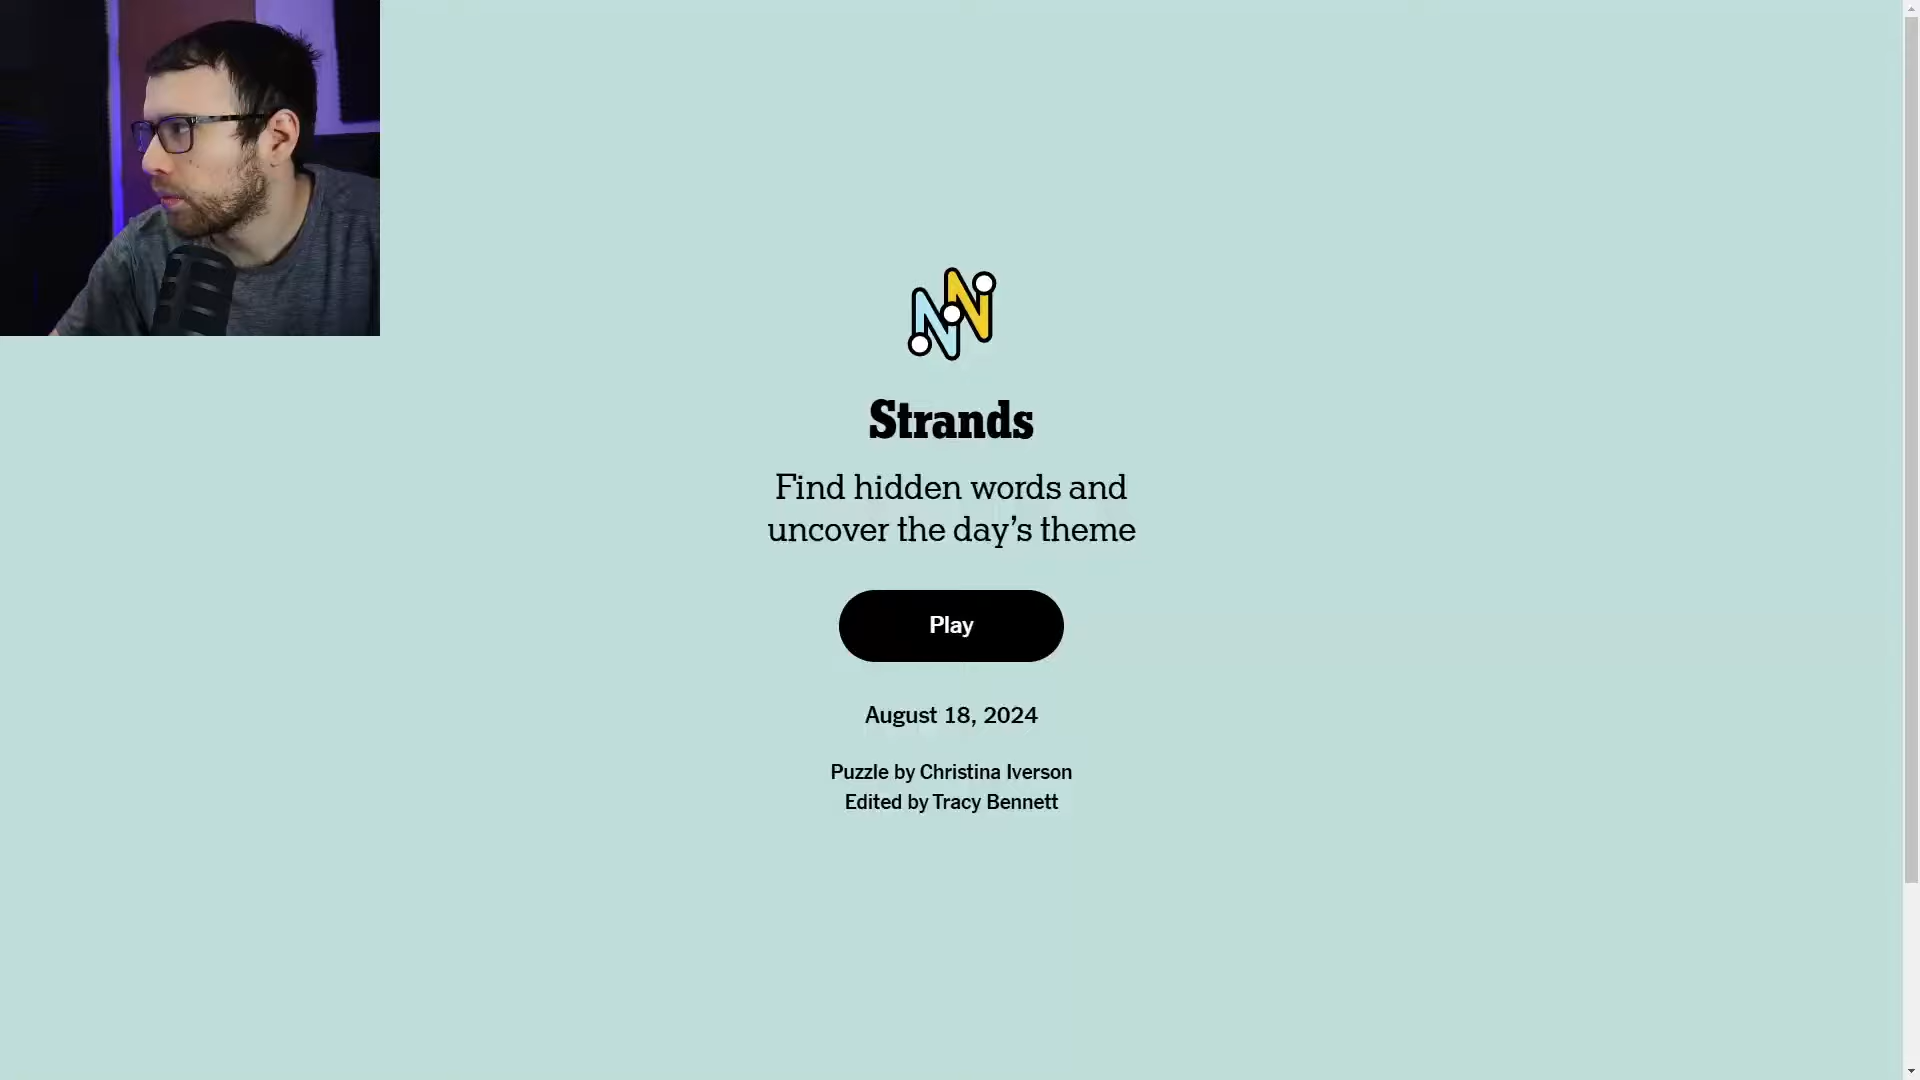 Strands
Find hidden words and
uncover the day’s theme
Play
August 18, 2024
Puzzle by Christina Iverson
Edited by Tracy Bennett